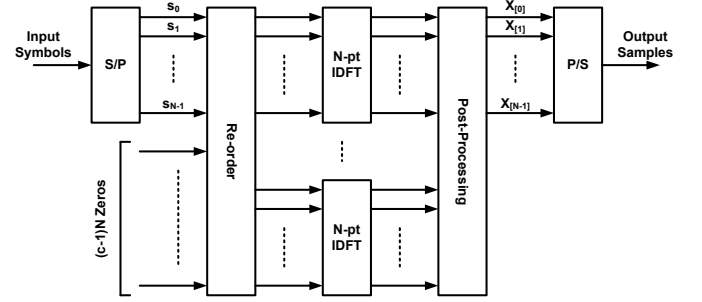 Input
Symbols
S/P
s0
s1
sN-1
(c-1)N Zeros
Re-order
N-pt
IDFT
N-pt
IDFT
Post-Processing
X[0]
X[1]
X[N-1]
P/S
Output
Samples